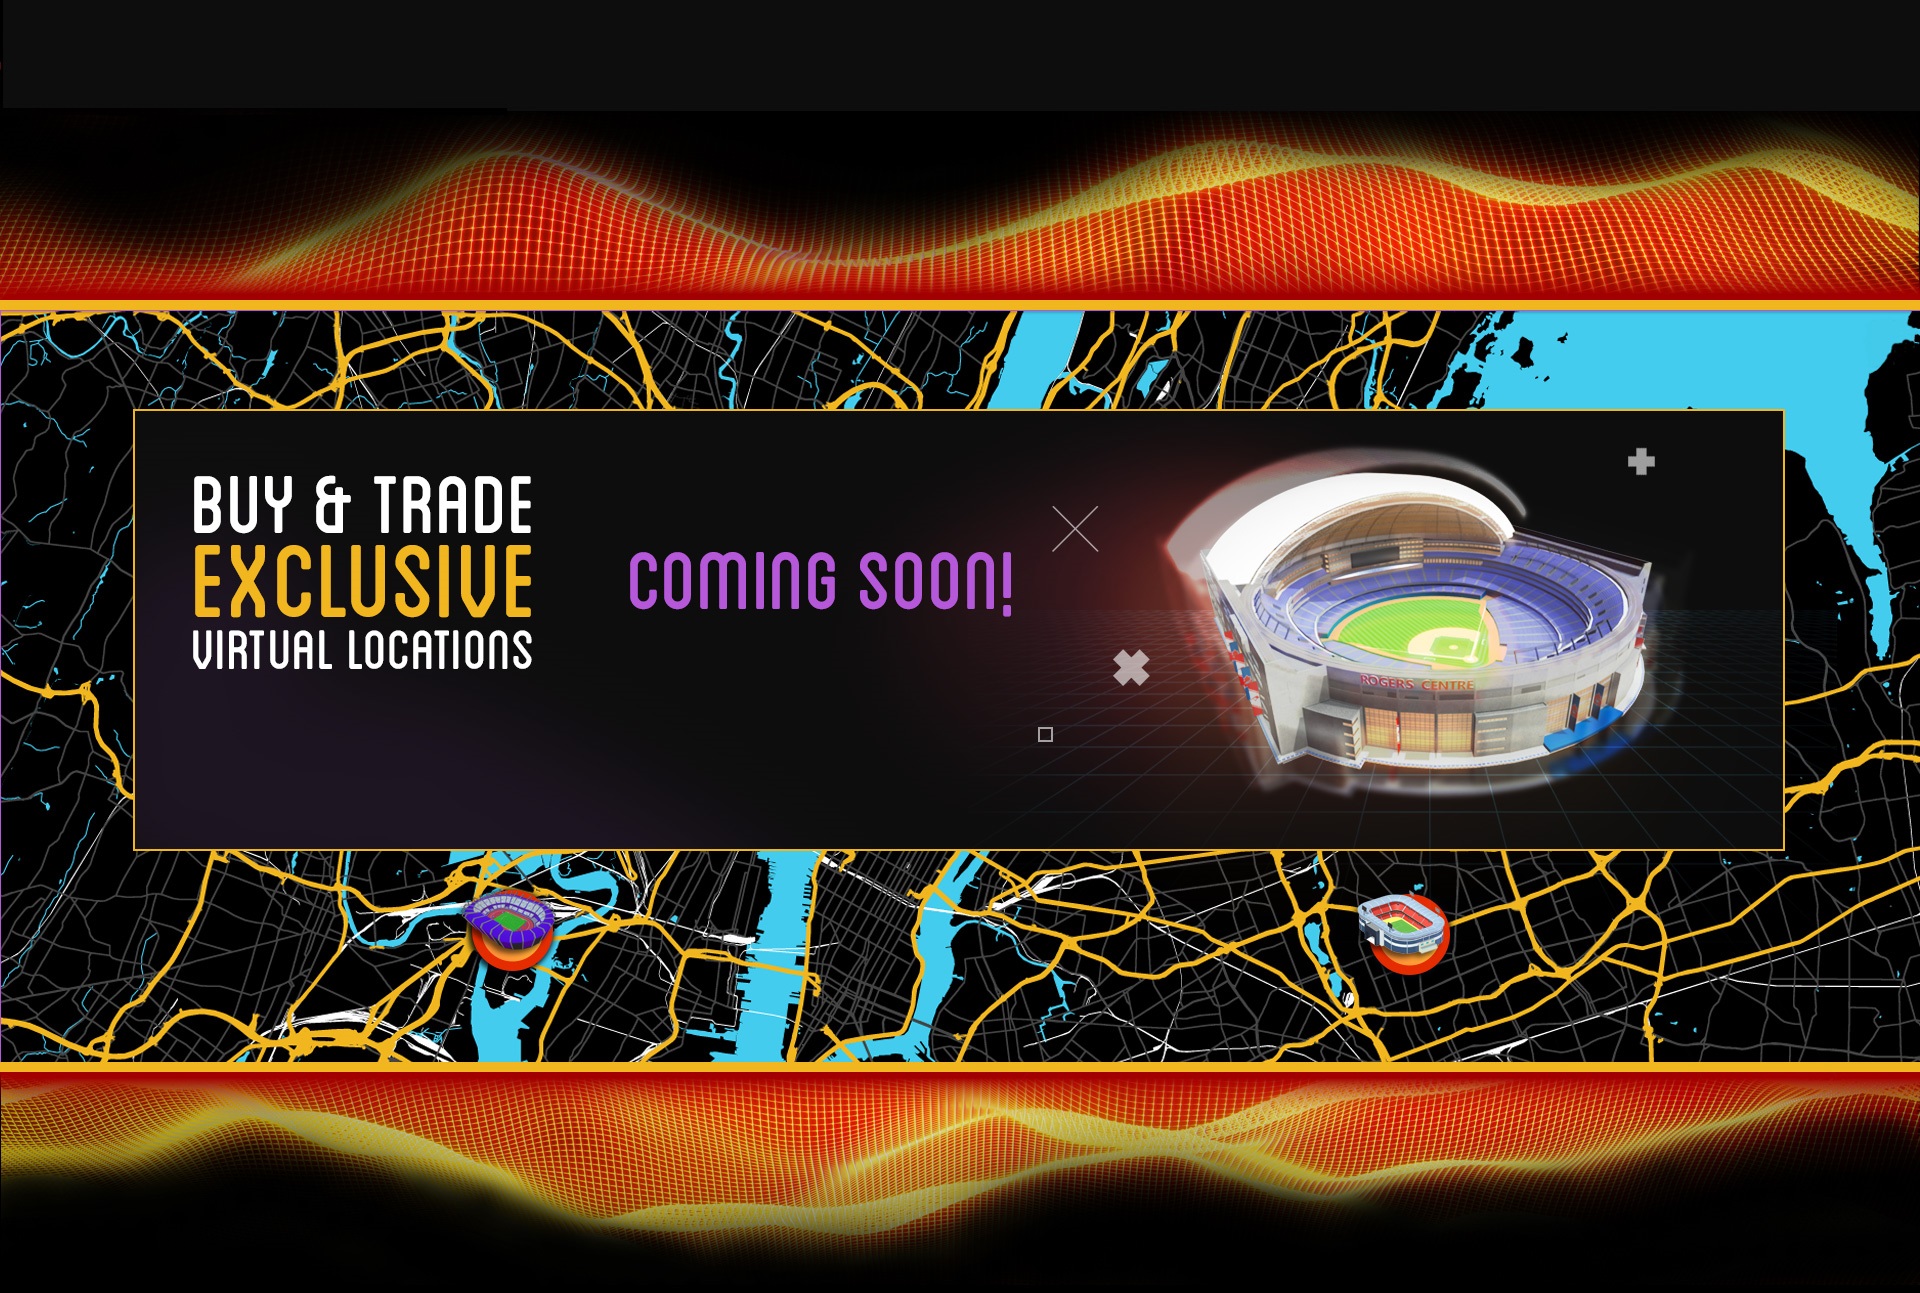 BUY & TRADE
EXCLUSIVE
VIRTUAL LOCATIONS
COMING SOON!
ROGERS CENTRE